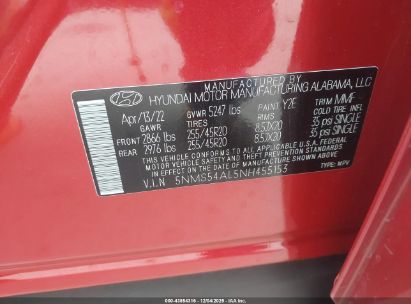 MANUFACTURED BY
HYUNDAI MOTOR MANUFACTURING ALABAMA, LLC
Apr/13/22 GVWR 5247 lbs PAINT Y2E TRIM MMF
GAWR TIRES RIMS COLD TIRE INFL
FRONT 2866 lbs 255/45R20 8.5JX20 35 psi SINGLE
REAR 2976 lbs 255/45R20 8.5JX20 35 psi SINGLE
THIS VEHICLE CONFORMS TO ALL APPLICABLE U.S.A. FEDERAL
MOTOR VEHICLE SAFETY AND THEFT PREVENTION STANDARDS
IN EFFECT ON THE DATE OF MANUFACTURE SHOWN ABOVE.
V.I.N 5NMS54AL5NH455153 TYPE: MPV